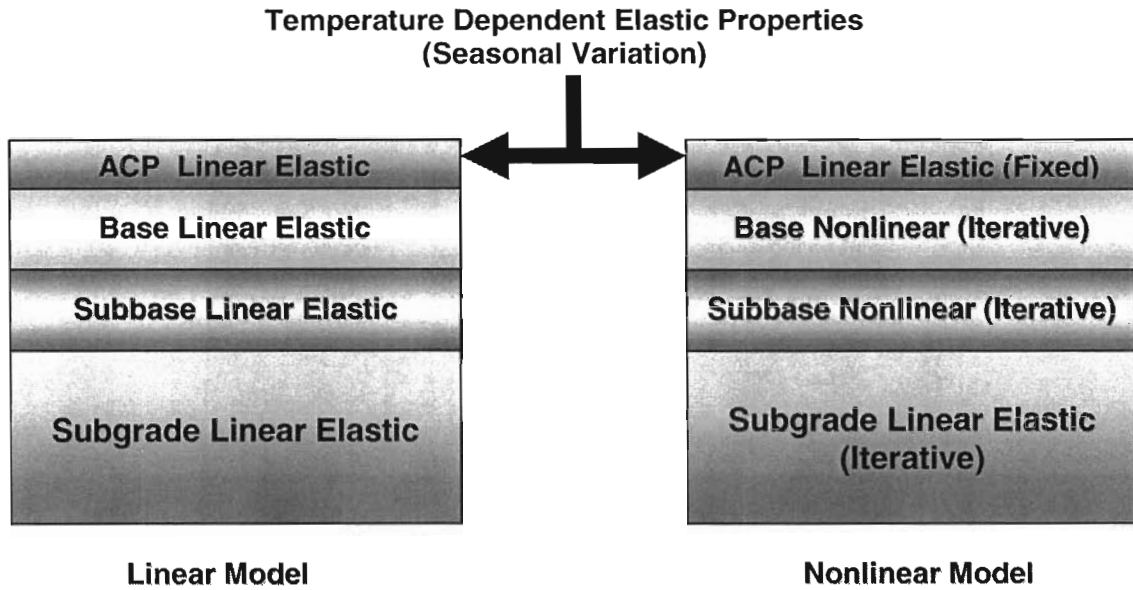 Temperature Dependent Elastic Properties
(Seasonal Variation)
ACP Linear Elastic
Base Linear Elastic
Subbase Linear Elastic
Subgrade Linear Elastic
Linear Model
ACP Linear Elastic (Fixed)
Base Nonlinear (Iterative)
Subbase Nonlinear (Iterative)
Subgrade Linear Elastic
(Iterative)
Nonlinear Model